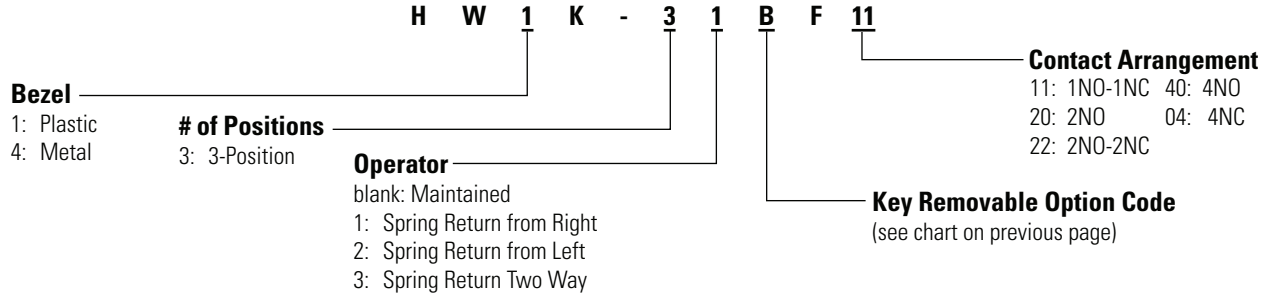 H W 1 K - 3 1 B F 11
Bezel
1: Plastic
4: Metal
# of Positions
3: 3-Position
Operator
blank: Maintained
1: Spring Return from Right
2: Spring Return from Left
3: Spring Return Two Way
Contact Arrangement
11: 1NO-1NC 40: 4NO
20: 2NO 04: 4NC
22: 2NO-2NC
Key Removable Option Code
(see chart on previous page)